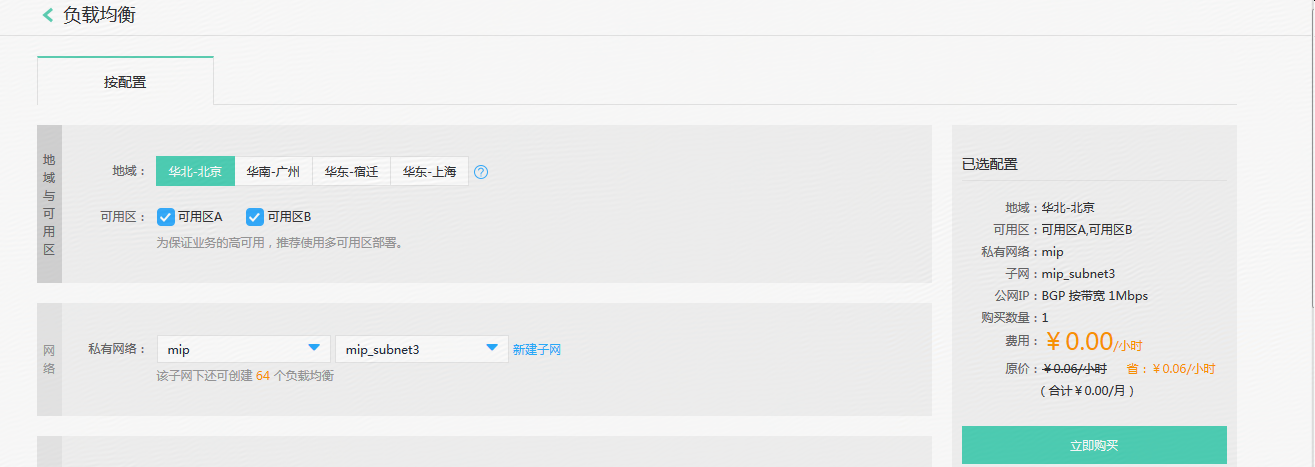 负载均衡
按配置
地域与可用区
地域： 华北-北京 华南-广州 华东-宿迁 华东-上海 ?
可用区： 可用区A 可用区B
为保证业务的高可用，推荐使用多可用区部署。
网络
私有网络： mip mip_subnet3 新建子网
该子网下还可创建 64 个负载均衡
已选配置
地域：华北-北京
可用区：可用区A,可用区B
私有网络：mip
子网：mip_subnet3
公网IP：BGP 按带宽 1Mbps
购买数量：1
费用：￥0.00/小时
原价：￥0.06/小时 省：￥0.06/小时
（合计￥0.00/月）
立即购买